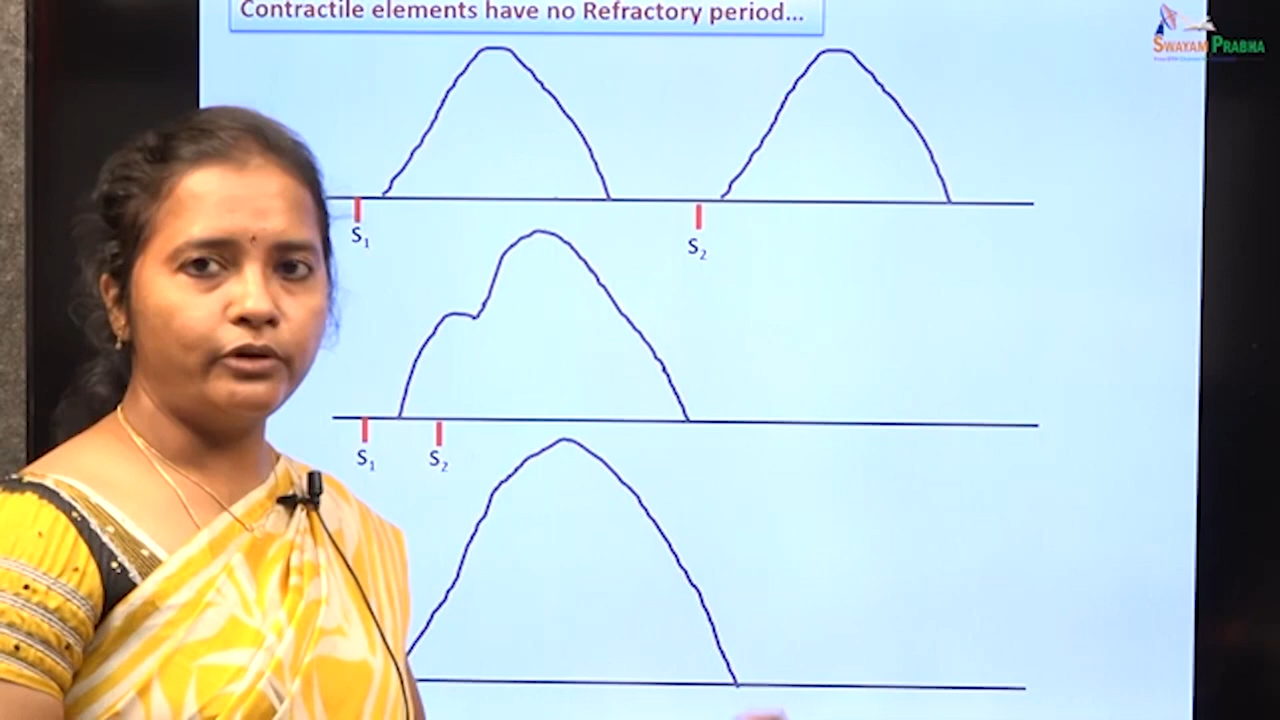 Contractile elements have no Refractory period...
SWAYAM PRABHA
S₁
S₂
S₁
S₂